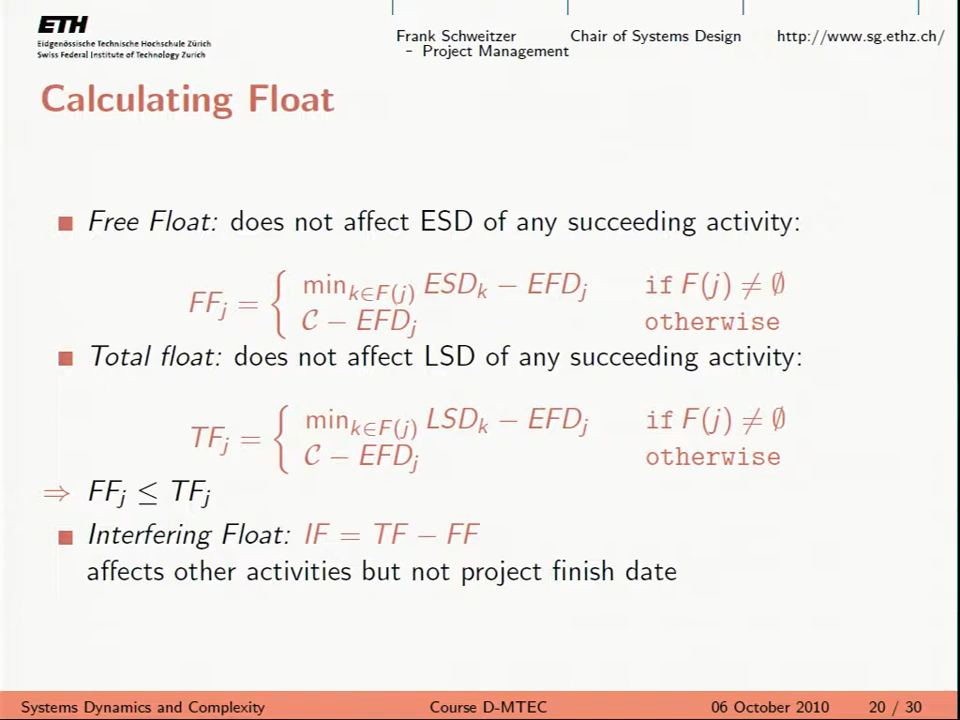 ETH
Eidgenössische Technische Hochschule Zürich
Swiss Federal Institute of Technology Zurich
Frank Schweitzer
– Project Management
Chair of Systems Design
http://www.sg.ethz.ch/
Calculating Float
Free Float: does not affect ESD of any succeeding activity:
FF_j = { min_{k∈F(j)} ESD_k − EFD_j if F(j) ≠ ∅
C − EFD_j otherwise
Total float: does not affect LSD of any succeeding activity:
TF_j = { min_{k∈F(j)} LSD_k − EFD_j if F(j) ≠ ∅
C − EFD_j otherwise
⇒ FF_j ≤ TF_j
Interfering Float: IF = TF − FF
affects other activities but not project finish date
Systems Dynamics and Complexity
Course D-MTEC
06 October 2010
20 / 30